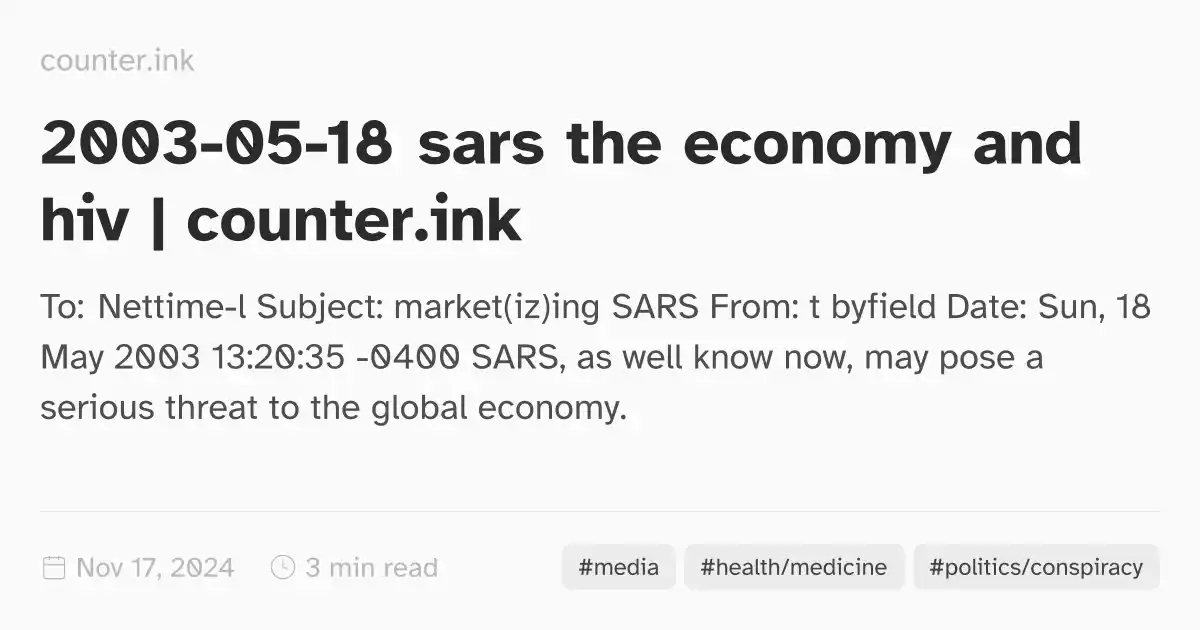 counter.ink
2003-05-18 sars the economy and
hiv | counter.ink
To: Nettime-l Subject: market(iz)ing SARS From: t byfield Date: Sun, 18
May 2003 13:20:35 -0400 SARS, as well know now, may pose a
serious threat to the global economy.
Nov 17, 2024 3 min read #media #health/medicine #politics/conspiracy